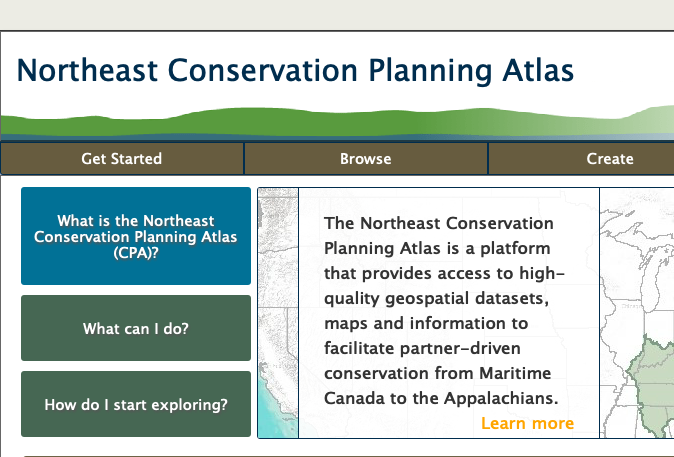 Northeast Conservation Planning Atlas
Get Started
Browse
Create
What is the Northeast
Conservation Planning Atlas
(CPA)?
What can I do?
How do I start exploring?
The Northeast Conservation
Planning Atlas is a platform
that provides access to high-
quality geospatial datasets,
maps and information to
facilitate partner-driven
conservation from Maritime
Canada to the Appalachians.
Learn more